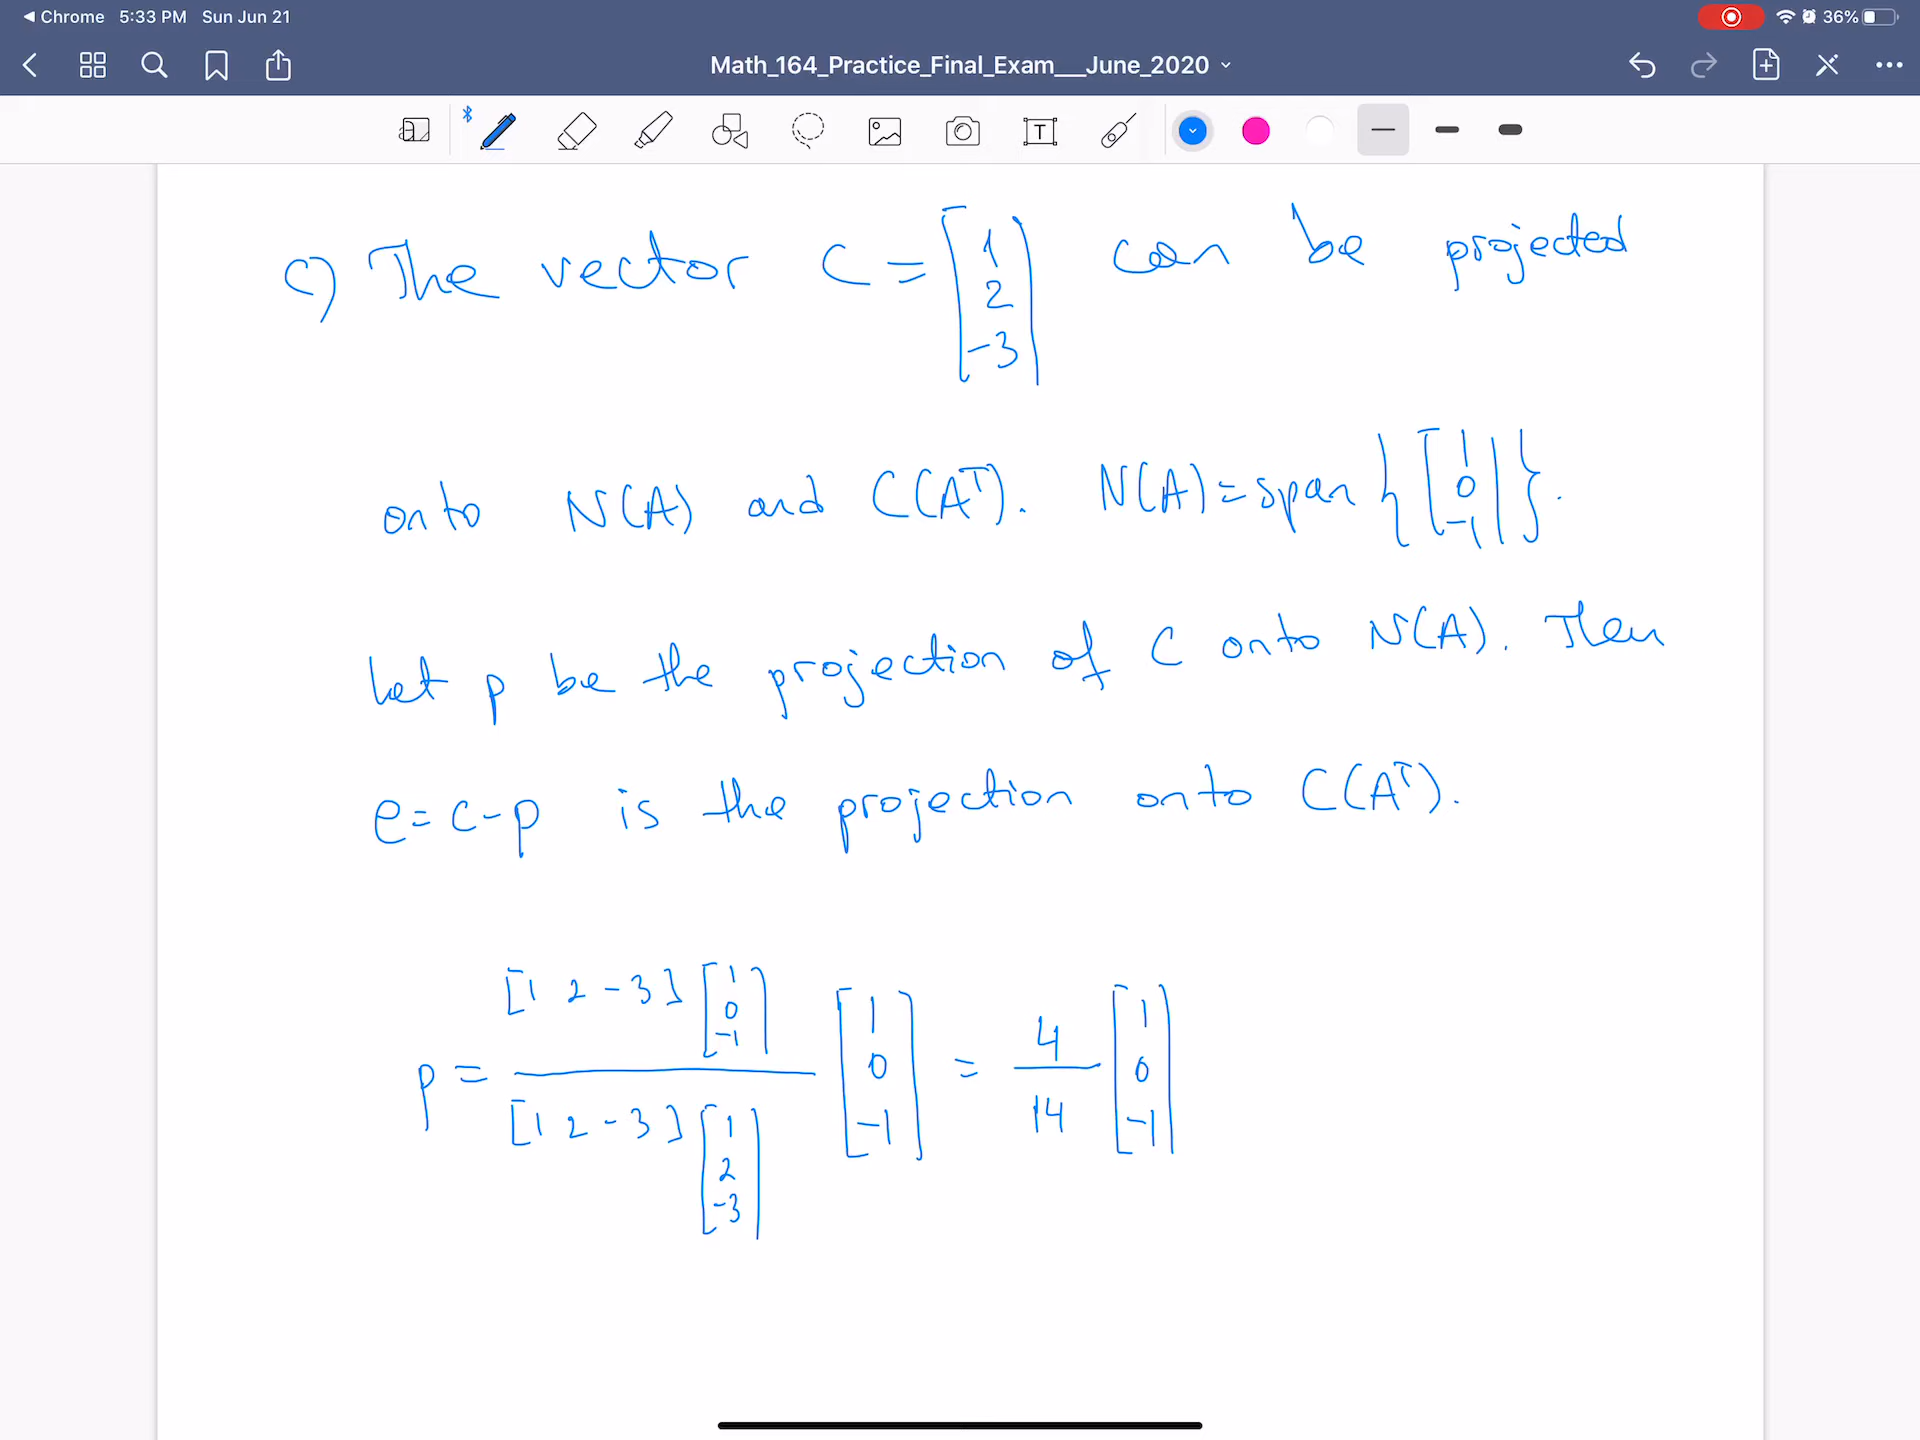 Chrome 5:33 PM Sun Jun 21 36%
Math_164_Practice_Final_Exam___June_2020
c) The vector c = [1 2 -3] can be projected
onto N(A) and C(Aᵀ). N(A) = span {[1 0 -1]}.
Let p be the projection of c onto N(A). Then
e = c - p is the projection onto C(Aᵀ).
p = [1 2 -3] [1 0 -1] / [1 2 -3] [1 2 -3] [1 0 -1] = 4/14 [1 0 -1]